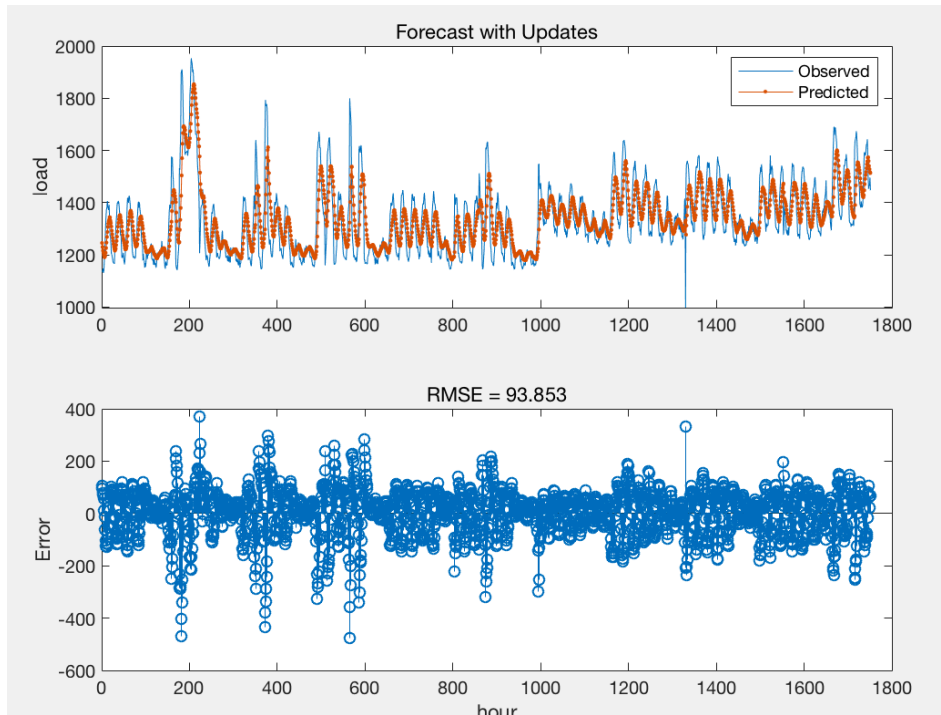 Forecast with Updates
2000
1800
1600
1400
1200
1000
load
Observed
Predicted
0 200 400 600 800 1000 1200 1400 1600 1800
RMSE = 93.853
400
200
0
-200
-400
-600
Error
0 200 400 600 800 1000 1200 1400 1600 1800
hour